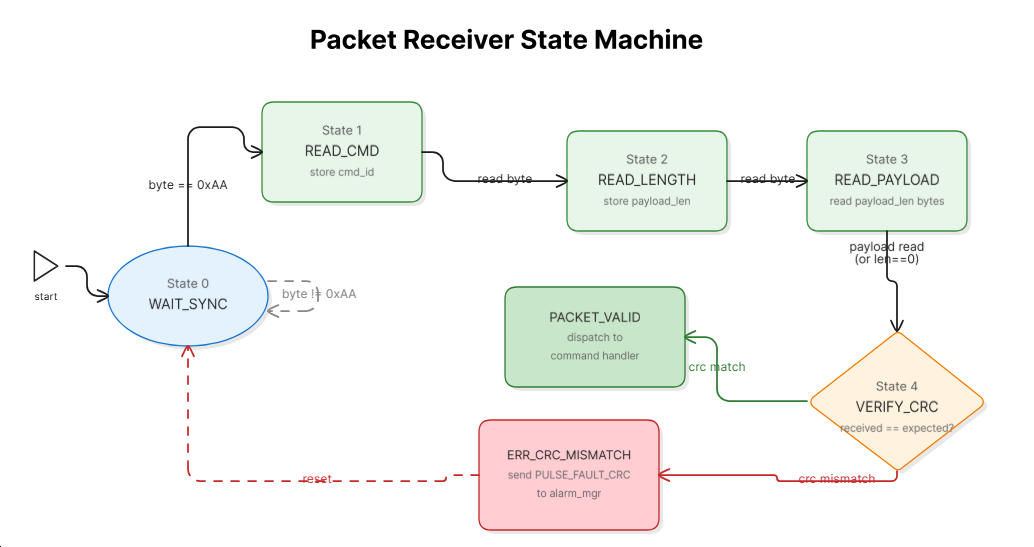 Packet Receiver State Machine
State 1
READ_CMD
store cmd_id
byte == 0xAA
read byte
State 2
READ_LENGTH
store payload_len
read byte
State 3
READ_PAYLOAD
read payload_len bytes
payload read
(or len==0)
start
State 0
WAIT_SYNC
byte != 0xAA
PACKET_VALID
dispatch to
command handler
crc match
State 4
VERIFY_CRC
received == expected?
ERR_CRC_MISMATCH
send PULSE_FAULT_CRC
to alarm_mgr
crc mismatch
reset